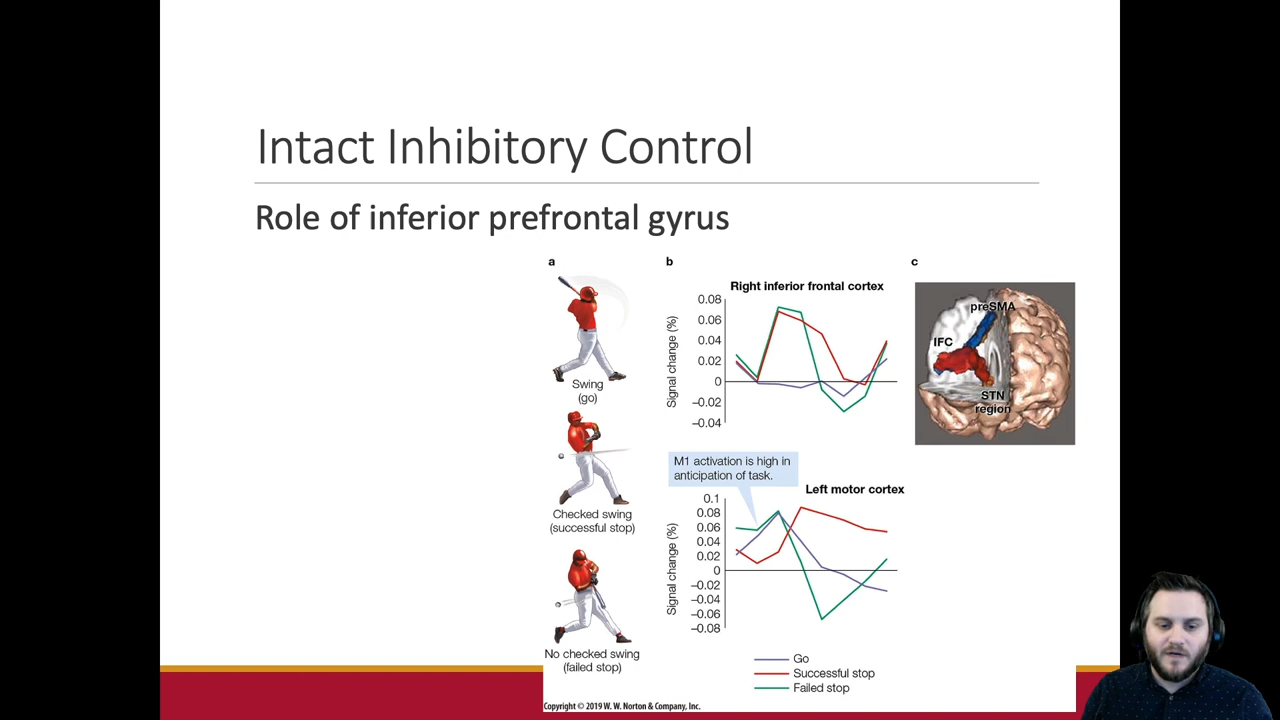 Intact Inhibitory Control
Role of inferior prefrontal gyrus
a
Swing
(go)
Checked swing
(successful stop)
No checked swing
(failed stop)
b
Right inferior frontal cortex
Signal change (%)
0.08
0.06
0.04
0.02
0
–0.02
–0.04
M1 activation is high in
anticipation of task.
Left motor cortex
Signal change (%)
0.1
0.08
0.06
0.04
0.02
0
–0.02
–0.04
–0.06
–0.08
Go
Successful stop
Failed stop
c
preSMA
IFC
STN
region
Copyright © 2019 W. W. Norton & Company, Inc.